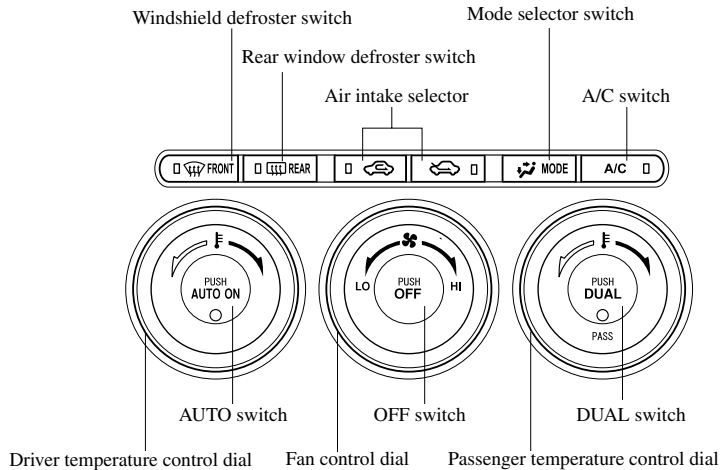 Windshield defroster switch
Mode selector switch
Rear window defroster switch
Air intake selector
A/C switch
FRONT
REAR
MODE
A/C
PUSH
AUTO ON
LO
PUSH
OFF
HI
PUSH
DUAL
PASS
AUTO switch
OFF switch
DUAL switch
Driver temperature control dial
Fan control dial
Passenger temperature control dial